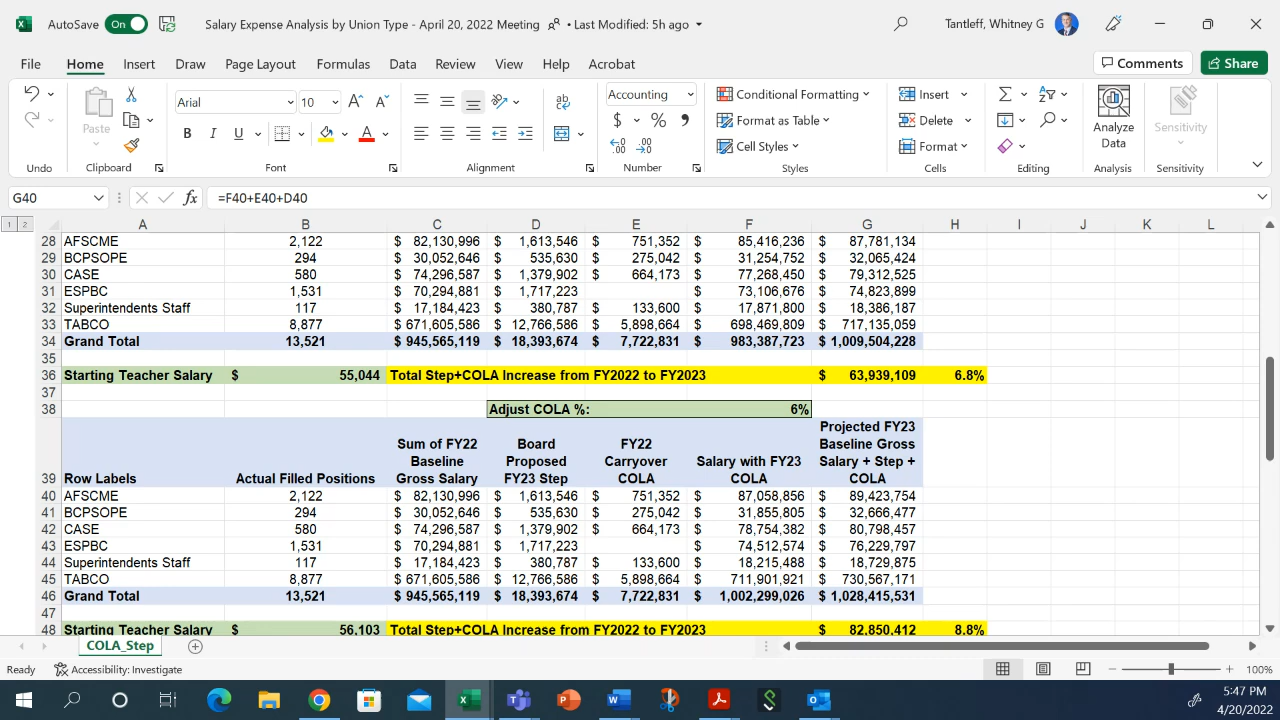 AutoSave On Salary Expense Analysis by Union Type - April 20, 2022 Meeting • Last Modified: 5h ago Tantleff, Whitney G
File Home Insert Draw Page Layout Formulas Data Review View Help Acrobat Comments Share
Paste Arial 10 Accounting Conditional Formatting Insert
$ % Format as Table Delete Analyze Data Sensitivity
B I U A Cell Styles Format
Undo Clipboard Font Alignment Number Styles Cells Editing Analysis Sensitivity
G40 fx =F40+E40+D40
1 2 A B C D E F G H I J K L
28 AFSCME 2,122 $ 82,130,996 $ 1,613,546 $ 751,352 $ 85,416,236 $ 87,781,134
29 BCPSOPE 294 $ 30,052,646 $ 535,630 $ 275,042 $ 31,254,752 $ 32,065,424
30 CASE 580 $ 74,296,587 $ 1,379,902 $ 664,173 $ 77,268,450 $ 79,312,525
31 ESPBC 1,531 $ 70,294,881 $ 1,717,223 $ 73,106,676 $ 74,823,899
32 Superintendents Staff 117 $ 17,184,423 $ 380,787 $ 133,600 $ 17,871,800 $ 18,386,187
33 TABCO 8,877 $ 671,605,586 $ 12,766,586 $ 5,898,664 $ 698,469,809 $ 717,135,059
34 Grand Total 13,521 $ 945,565,119 $ 18,393,674 $ 7,722,831 $ 983,387,723 $ 1,009,504,228
35
36 Starting Teacher Salary $ 55,044 Total Step+COLA Increase from FY2022 to FY2023 $ 63,939,109 6.8%
37
38 Adjust COLA %: 6%
39 Row Labels Actual Filled Positions Sum of FY22 Baseline Gross Salary Board Proposed FY23 Step FY22 Carryover COLA Salary with FY23 COLA Projected FY23 Baseline Gross Salary + Step + COLA
40 AFSCME 2,122 $ 82,130,996 $ 1,613,546 $ 751,352 $ 87,058,856 $ 89,423,754
41 BCPSOPE 294 $ 30,052,646 $ 535,630 $ 275,042 $ 31,855,805 $ 32,666,477
42 CASE 580 $ 74,296,587 $ 1,379,902 $ 664,173 $ 78,754,382 $ 80,798,457
43 ESPBC 1,531 $ 70,294,881 $ 1,717,223 $ 74,512,574 $ 76,229,797
44 Superintendents Staff 117 $ 17,184,423 $ 380,787 $ 133,600 $ 18,215,488 $ 18,729,875
45 TABCO 8,877 $ 671,605,586 $ 12,766,586 $ 5,898,664 $ 711,901,921 $ 730,567,171
46 Grand Total 13,521 $ 945,565,119 $ 18,393,674 $ 7,722,831 $ 1,002,299,026 $ 1,028,415,531
47
48 Starting Teacher Salary $ 56,103 Total Step+COLA Increase from FY2022 to FY2023 $ 82,850,412 8.8%
COLA_Step
Ready Accessibility: Investigate 100%
5:47 PM
4/20/2022